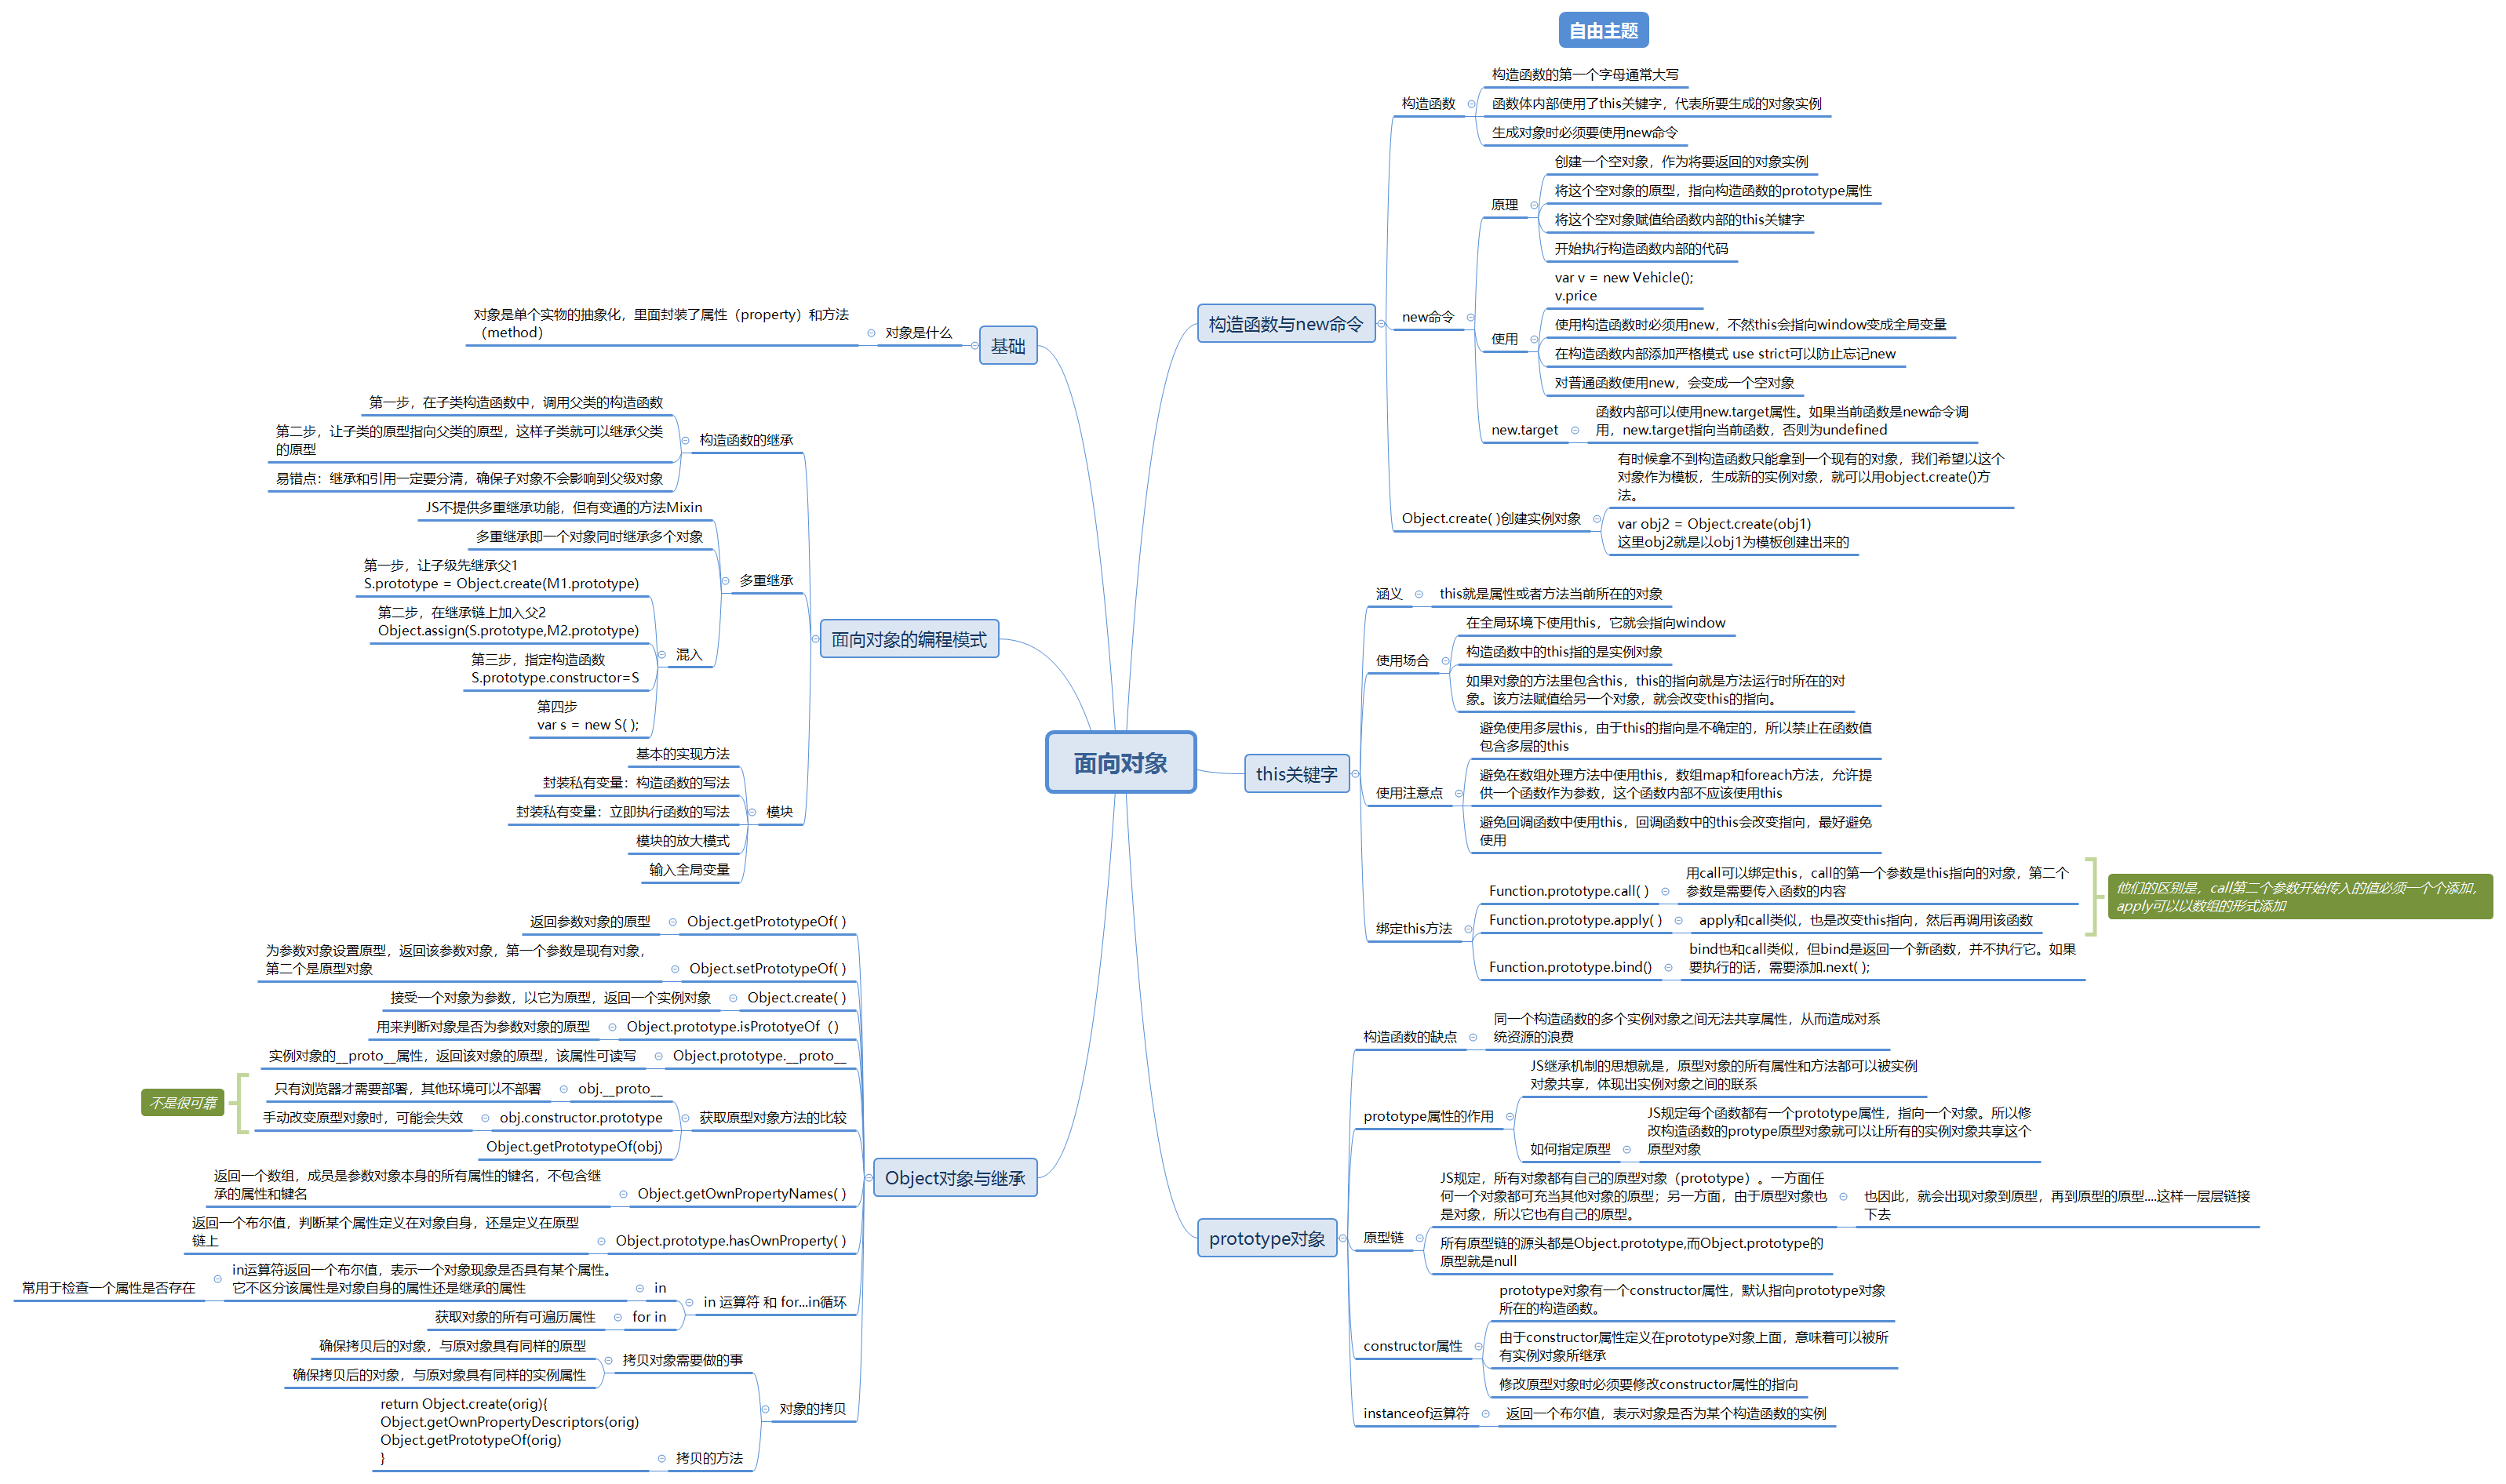 自由主题
面向对象
构造函数与new命令
构造函数
构造函数的第一个字母通常大写
函数体内部使用了this关键字，代表所要生成的对象实例
生成对象时必须要使用new命令
new命令
原理
创建一个空对象，作为将要返回的对象实例
将这个空对象的原型，指向构造函数的prototype属性
将这个空对象赋值给函数内部的this关键字
开始执行构造函数内部的代码
使用
var v = new Vehicle();
v.price
使用构造函数时必须用new，不然this会指向window变成全局变量
在构造函数内部添加严格模式 use strict可以防止忘记new
对普通函数使用new，会变成一个空对象
new.target
函数内部可以使用new.target属性。如果当前函数是new命令调
用，new.target指向当前函数，否则为undefined
Object.create( )创建实例对象
有时候拿不到构造函数只能拿到一个现有的对象，我们希望以这个
对象作为模板，生成新的实例对象，就可以用object.create()方
法。
var obj2 = Object.create(obj1)
这里obj2就是以obj1为模板创建出来的
this关键字
涵义
this就是属性或者方法当前所在的对象
使用场合
在全局环境下使用this，它就会指向window
构造函数中的this指的是实例对象
如果对象的方法里包含this，this的指向就是方法运行时所在的对
象。该方法赋值给另一个对象，就会改变this的指向。
使用注意点
避免使用多层this，由于this的指向是不确定的，所以禁止在函数值
包含多层的this
避免在数组处理方法中使用this，数组map和foreach方法，允许提
供一个函数作为参数，这个函数内部不应该使用this
避免回调函数中使用this，回调函数中的this会改变指向，最好避免
使用
绑定this方法
Function.prototype.call( )
用call可以绑定this，call的第一个参数是this指向的对象，第二个
参数是需要传入函数的内容
Function.prototype.apply( )
apply和call类似，也是改变this指向，然后再调用该函数
Function.prototype.bind()
bind也和call类似，但bind是返回一个新函数，并不执行它。如果
要执行的话，需要添加.next( );
他们的区别是，call第二个参数开始传入的值必须一个个添加，
apply可以以数组的形式添加
prototype对象
构造函数的缺点
同一个构造函数的多个实例对象之间无法共享属性，从而造成对系
统资源的浪费
prototype属性的作用
JS继承机制的思想就是，原型对象的所有属性和方法都可以被实例
对象共享，体现出实例对象之间的联系
如何指定原型
JS规定每个函数都有一个prototype属性，指向一个对象。所以修
改构造函数的protype原型对象就可以让所有的实例对象共享这个
原型对象
原型链
JS规定，所有对象都有自己的原型对象（prototype）。一方面任
何一个对象都可充当其他对象的原型；另一方面，由于原型对象也
是对象，所以它也有自己的原型。
也因此，就会出现对象到原型，再到原型的原型....这样一层层链接
下去
所有原型链的源头都是Object.prototype,而Object.prototype的
原型就是null
constructor属性
prototype对象有一个constructor属性，默认指向prototype对象
所在的构造函数。
由于constructor属性定义在prototype对象上面，意味着可以被所
有实例对象所继承
修改原型对象时必须要修改constructor属性的指向
instanceof运算符
返回一个布尔值，表示对象是否为某个构造函数的实例
基础
对象是什么
对象是单个实物的抽象化，里面封装了属性（property）和方法
（method）
面向对象的编程模式
构造函数的继承
第一步，在子类构造函数中，调用父类的构造函数
第二步，让子类的原型指向父类的原型，这样子类就可以继承父类
的原型
易错点：继承和引用一定要分清，确保子对象不会影响到父级对象
多重继承
JS不提供多重继承功能，但有变通的方法Mixin
多重继承即一个对象同时继承多个对象
混入
第一步，让子级先继承父1
S.prototype = Object.create(M1.prototype)
第二步，在继承链上加入父2
Object.assign(S.prototype,M2.prototype)
第三步，指定构造函数
S.prototype.constructor=S
第四步
var s = new S( );
模块
基本的实现方法
封装私有变量：构造函数的写法
封装私有变量：立即执行函数的写法
模块的放大模式
输入全局变量
Object对象与继承
Object.getPrototypeOf( )
返回参数对象的原型
Object.setPrototypeOf( )
为参数对象设置原型，返回该参数对象，第一个参数是现有对象，
第二个是原型对象
Object.create( )
接受一个对象为参数，以它为原型，返回一个实例对象
Object.prototype.isPrototyeOf（）
用来判断对象是否为参数对象的原型
Object.prototype.__proto__
实例对象的__proto__属性，返回该对象的原型，该属性可读写
获取原型对象方法的比较
obj.__proto__
只有浏览器才需要部署，其他环境可以不部署
obj.constructor.prototype
手动改变原型对象时，可能会失效
不是很可靠
Object.getPrototypeOf(obj)
Object.getOwnPropertyNames( )
返回一个数组，成员是参数对象本身的所有属性的键名，不包含继
承的属性和键名
Object.prototype.hasOwnProperty( )
返回一个布尔值，判断某个属性定义在对象自身，还是定义在原型
链上
in 运算符 和 for...in循环
in
in运算符返回一个布尔值，表示一个对象现象是否具有某个属性。
它不区分该属性是对象自身的属性还是继承的属性
常用于检查一个属性是否存在
for in
获取对象的所有可遍历属性
对象的拷贝
拷贝对象需要做的事
确保拷贝后的对象，与原对象具有同样的原型
确保拷贝后的对象，与原对象具有同样的实例属性
拷贝的方法
return Object.create(orig){
Object.getOwnPropertyDescriptors(orig)
Object.getPrototypeOf(orig)
}